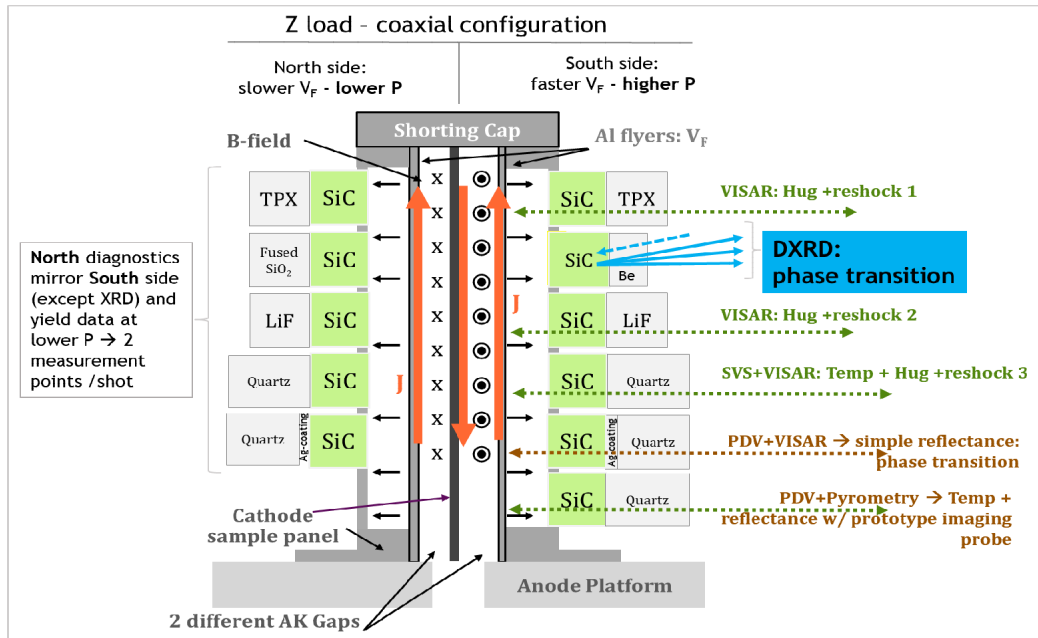 Z load – coaxial configuration
North side:
slower V_F - lower P
South side:
faster V_F - higher P
Shorting Cap
B-field
Al flyers: V_F
TPX
SiC
x
SiC
TPX
VISAR: Hug +reshock 1
x
Fused
SiO₂
SiC
x
SiC
Be
DXRD:
phase transition
North diagnostics
mirror South side
(except XRD) and
yield data at
lower P → 2
measurement
points /shot
x
LiF
SiC
x
J
SiC
LiF
VISAR: Hug +reshock 2
x
Quartz
SiC
J
x
SiC
Quartz
SVS+VISAR: Temp + Hug +reshock 3
x
Quartz
Ag-coating
SiC
x
SiC
Ag-coating
Quartz
PDV+VISAR → simple reflectance:
phase transition
SiC
Quartz
PDV+Pyrometry → Temp +
reflectance w/ prototype imaging
probe
Cathode
sample panel
Anode Platform
2 different AK Gaps